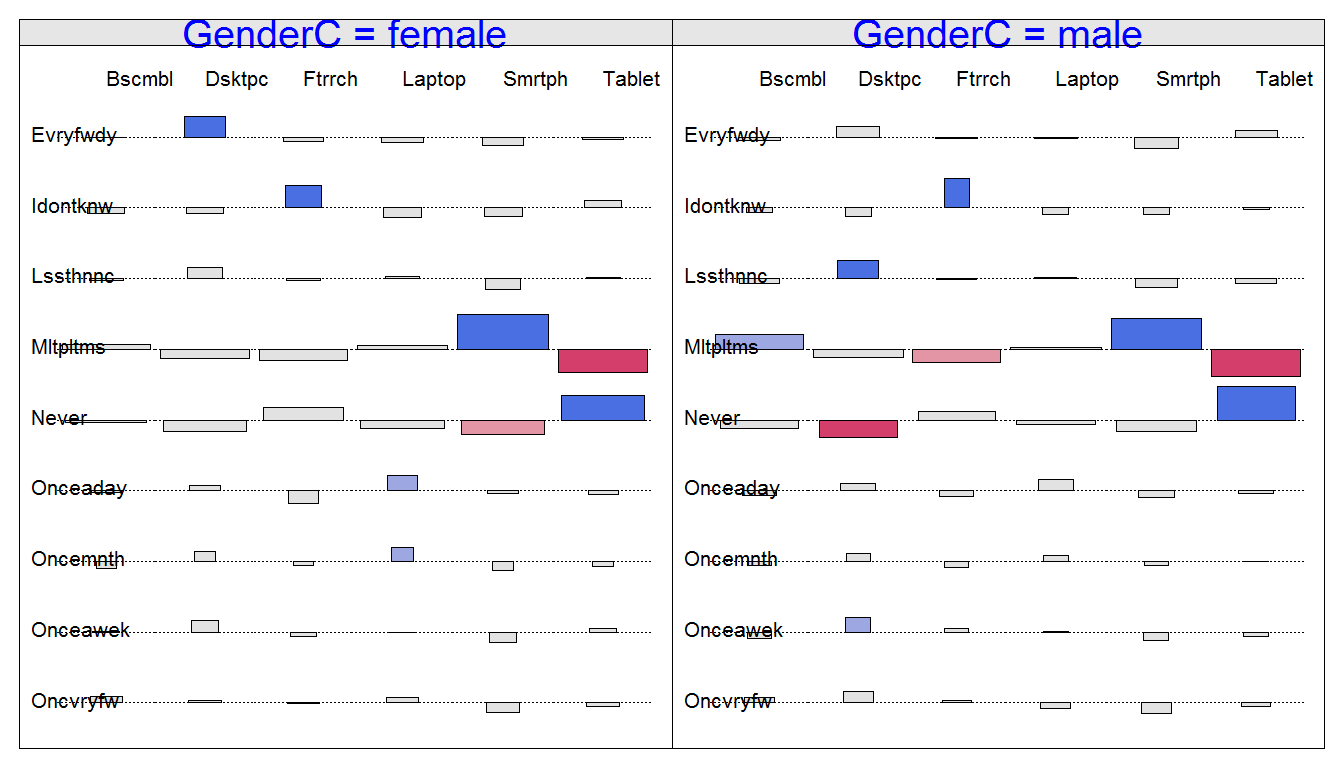 GenderC = female
GenderC = male
Bscmbl Dsktpc Ftrrch Laptop Smrtph Tablet
Bscmbl Dsktpc Ftrrch Laptop Smrtph Tablet
Evryfwdy
Evryfwdy
Idontknw
Idontknw
Lssthnnc
Lssthnnc
Mltpltms
Mltpltms
Never
Never
Onceaday
Onceaday
Oncemnth
Oncemnth
Onceawek
Onceawek
Oncvryfw
Oncvryfw